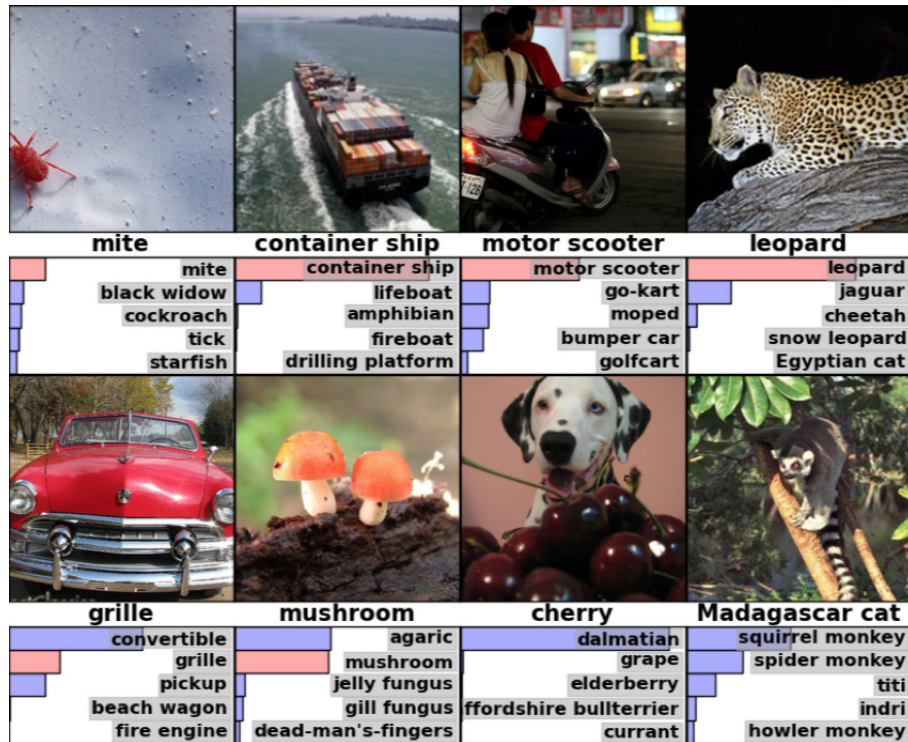 mite
container ship
motor scooter
leopard
mite
black widow
cockroach
tick
starfish
container ship
lifeboat
amphibian
fireboat
drilling platform
motor scooter
go-kart
moped
bumper car
golfcart
leopard
jaguar
cheetah
snow leopard
Egyptian cat
grille
mushroom
cherry
Madagascar cat
convertible
grille
pickup
beach wagon
fire engine
agaric
mushroom
jelly fungus
gill fungus
dead-man's-fingers
dalmatian
grape
elderberry
ffordshire bullterrier
currant
squirrel monkey
spider monkey
titi
indri
howler monkey